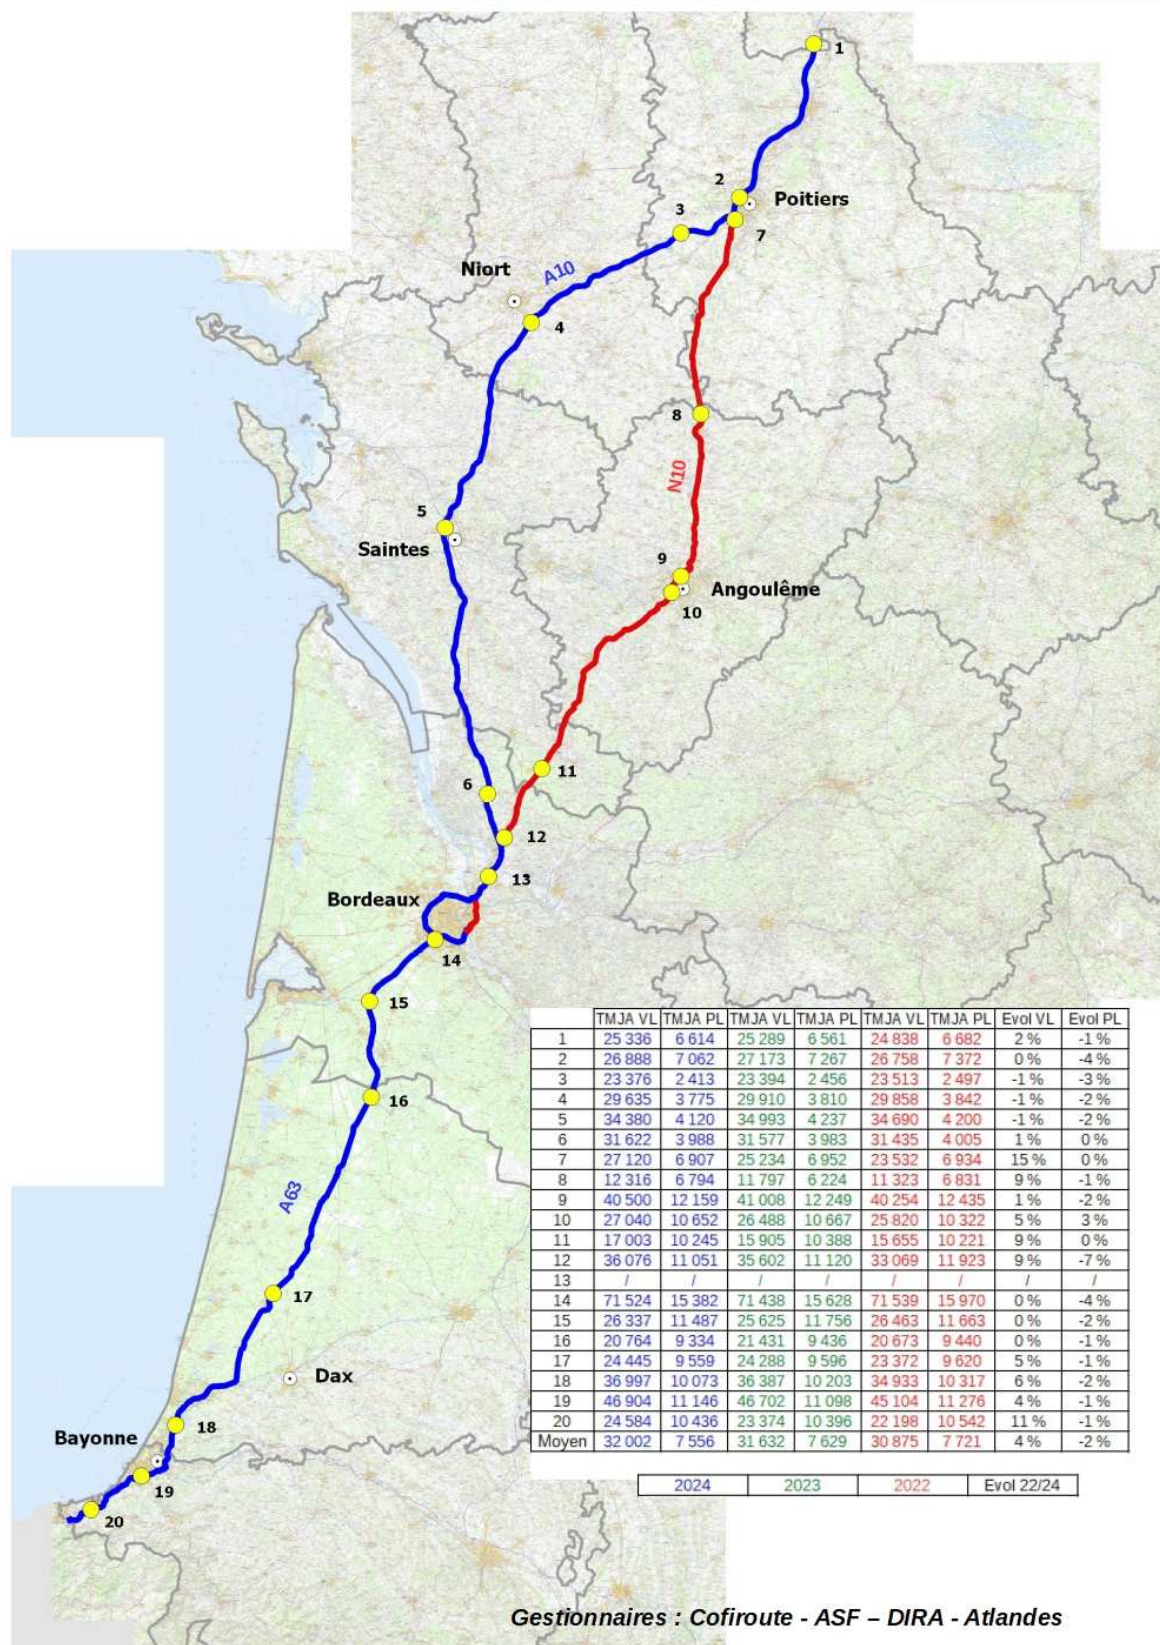 1
2
Poitiers
3
7
Niort
A10
4
8
N10
5
Saintes
9
Angoulême
10
11
6
12
13
Bordeaux
14
15
16
A63
17
Dax
18
Bayonne
19
20
TMJA VL TMJA PL TMJA VL TMJA PL TMJA VL TMJA PL Evol VL Evol PL
1 25 336 6 614 25 289 6 561 24 838 6 682 2 % -1 %
2 26 888 7 062 27 173 7 267 26 758 7 372 0 % -4 %
3 23 376 2 413 23 394 2 456 23 513 2 497 -1 % -3 %
4 29 635 3 775 29 910 3 810 29 858 3 842 -1 % -2 %
5 34 380 4 120 34 993 4 237 34 690 4 200 -1 % -2 %
6 31 622 3 988 31 577 3 983 31 435 4 005 1 % 0 %
7 27 120 6 907 25 234 6 952 23 532 6 934 15 % 0 %
8 12 316 6 794 11 797 6 224 11 323 6 831 9 % -1 %
9 40 500 12 159 41 008 12 249 40 254 12 435 1 % -2 %
10 27 040 10 652 26 488 10 667 25 820 10 322 5 % 3 %
11 17 003 10 245 15 905 10 388 15 655 10 221 9 % 0 %
12 36 076 11 051 35 602 11 120 33 069 11 923 9 % -7 %
13 / / / / / / / /
14 71 524 15 382 71 438 15 628 71 539 15 970 0 % -4 %
15 26 337 11 487 25 625 11 756 26 463 11 663 0 % -2 %
16 20 764 9 334 21 431 9 436 20 673 9 440 0 % -1 %
17 24 445 9 559 24 288 9 596 23 372 9 620 5 % -1 %
18 36 997 10 073 36 387 10 203 34 933 10 317 6 % -2 %
19 46 904 11 146 46 702 11 098 45 104 11 276 4 % -1 %
20 24 584 10 436 23 374 10 396 22 198 10 542 11 % -1 %
Moyen 32 002 7 556 31 632 7 629 30 875 7 721 4 % -2 %
2024 2023 2022 Evol 22/24
Gestionnaires : Cofiroute - ASF – DIRA - Atlandes